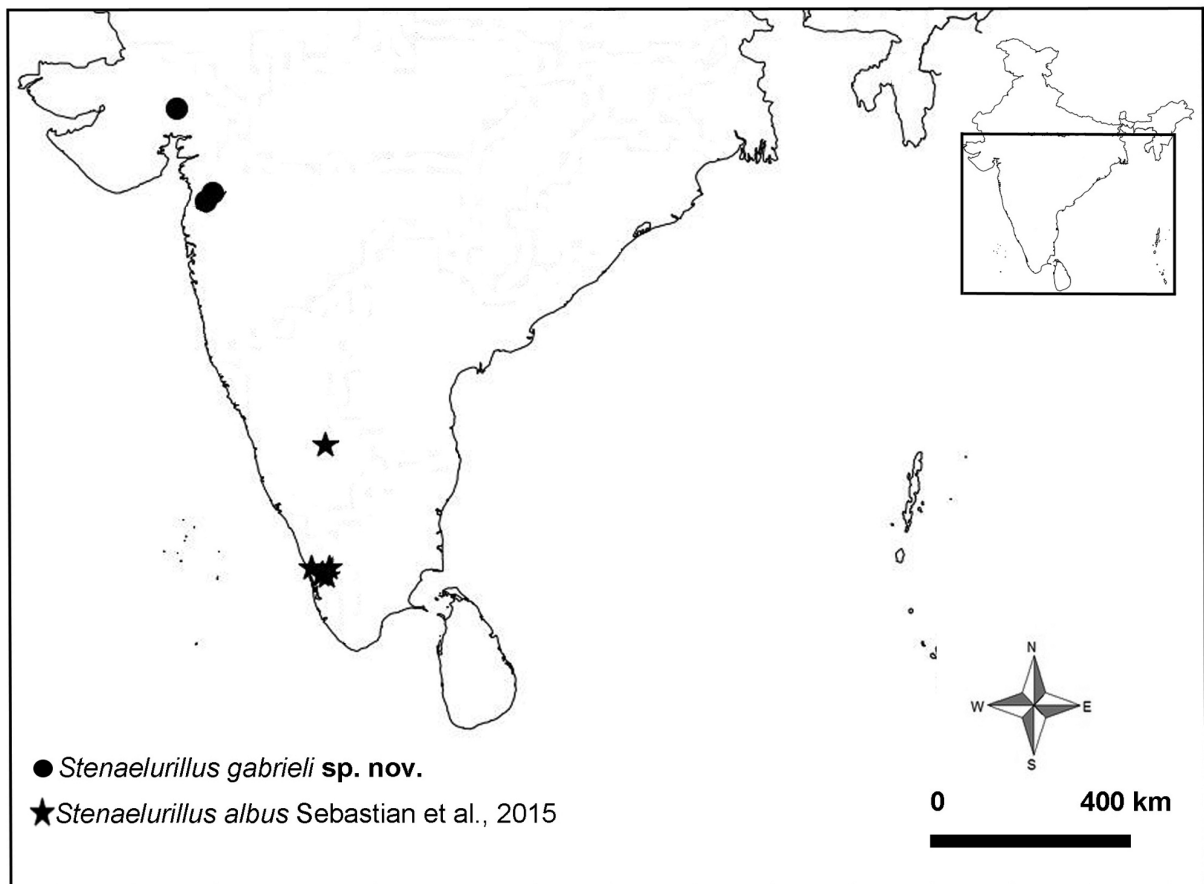 N
W E
S
Stenaelurillus gabrieli sp. nov.
Stenaelurillus albus Sebastian et al., 2015
0 400 km